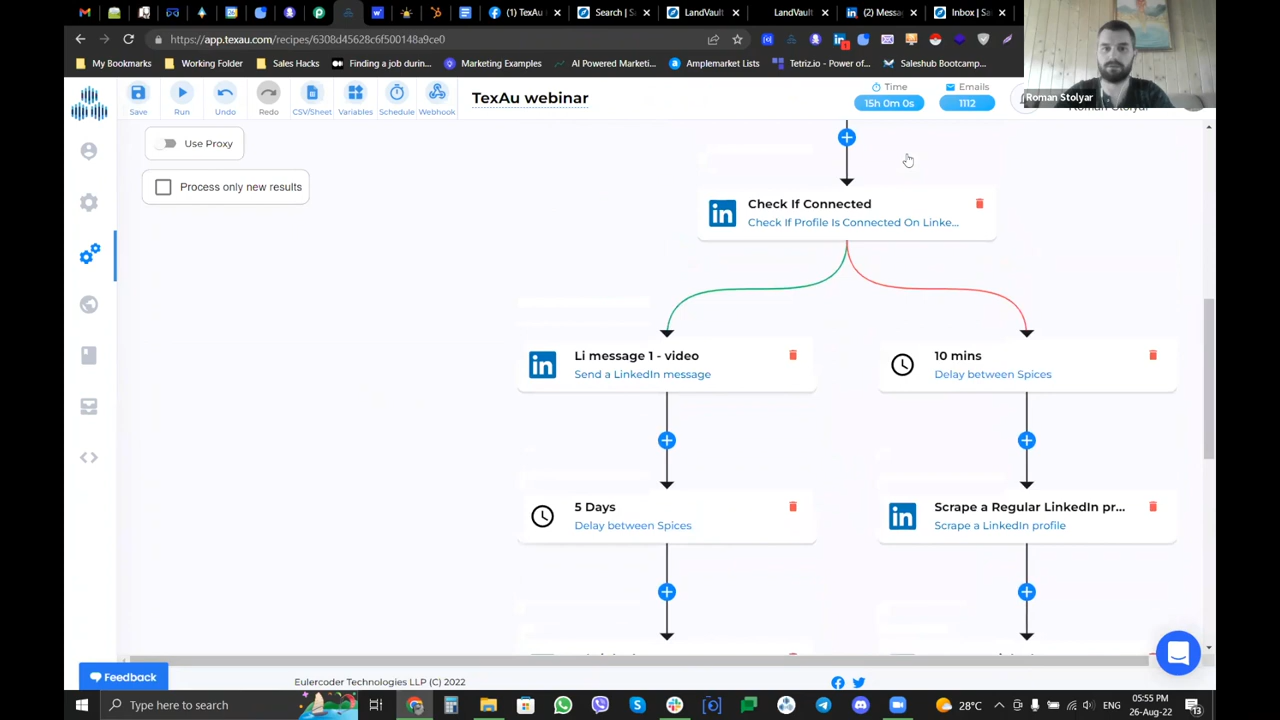 (1) TexAu
Search | S
LandVault
LandVault
(2) Messa
Inbox | Sa
https://app.texau.com/recipes/6308d45628c6f500148a9ce0
My Bookmarks
Working Folder
Sales Hacks
Finding a job durin...
Marketing Examples
AI Powered Marketi...
Amplemarket Lists
Tetriz.io - Power of...
Saleshub Bootcamp...
Roman Stolyar
Save
Run
Undo
Redo
CSV/Sheet
Variables
Schedule
Webhook
TexAu webinar
Time
15h 0m 0s
Emails
1112
Roman Stolyar
Use Proxy
Process only new results
Check If Connected
Check If Profile Is Connected On Linke...
Li message 1 - video
Send a LinkedIn message
10 mins
Delay between Spices
5 Days
Delay between Spices
Scrape a Regular LinkedIn pr...
Scrape a LinkedIn profile
Feedback
Eulercoder Technologies LLP (C) 2022
Type here to search
28°C
ENG
05:55 PM
26-Aug-22
13